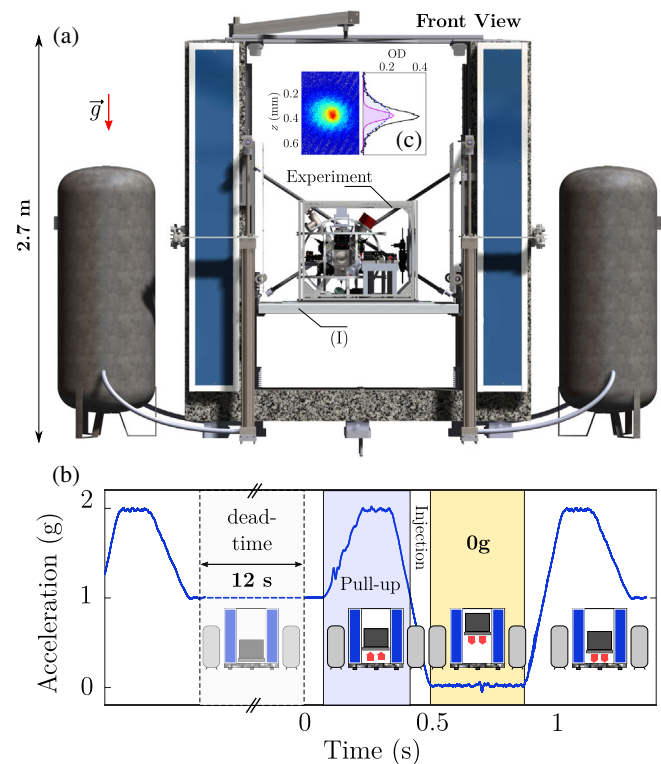 Front View
(a)
OD
0.2 0.4
g
z (mm)
0.2
0.4
0.6
(c)
Experiment
2.7 m
(I)
(b)
Acceleration (g)
2
1
0
dead-
time
12 s
Pull-up
Injection
0g
0 0.5 1
Time (s)